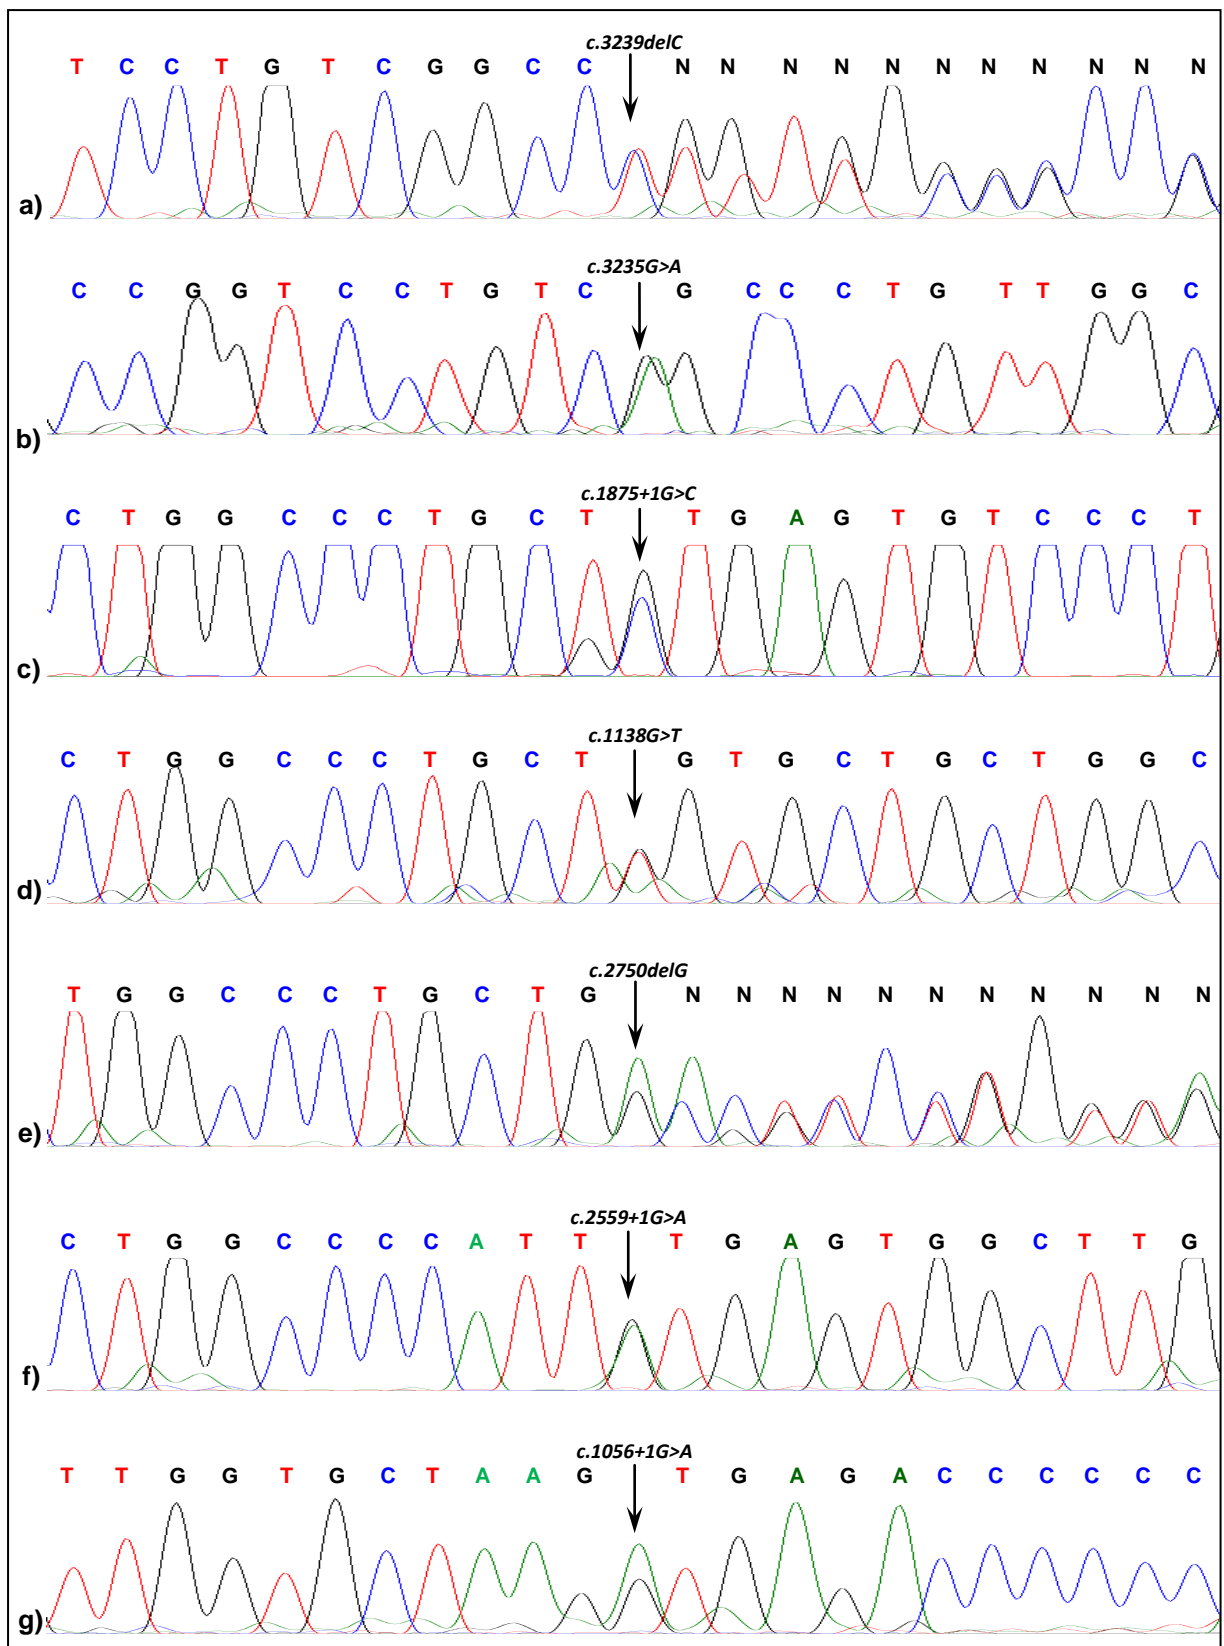 c.3239delC
T C C T G T C G G C C N N N N N N N N N N N
a)
c.3235G>A
C C G G T C C T G T C G C C C T G T T G G C
b)
c.1875+1G>C
C T G G C C C T G C T T G A G T G T C C C T
c)
c.1138G>T
C T G G C C C T G C T G T G C T G C T G G C
d)
c.2750delG
T G G C C C T G C T G N N N N N N N N N N N
e)
c.2559+1G>A
C T G G C C C C A T T T G A G T G G C T T G
f)
c.1056+1G>A
T T G G T G C T A A G T G A G A C C C C C C
g)